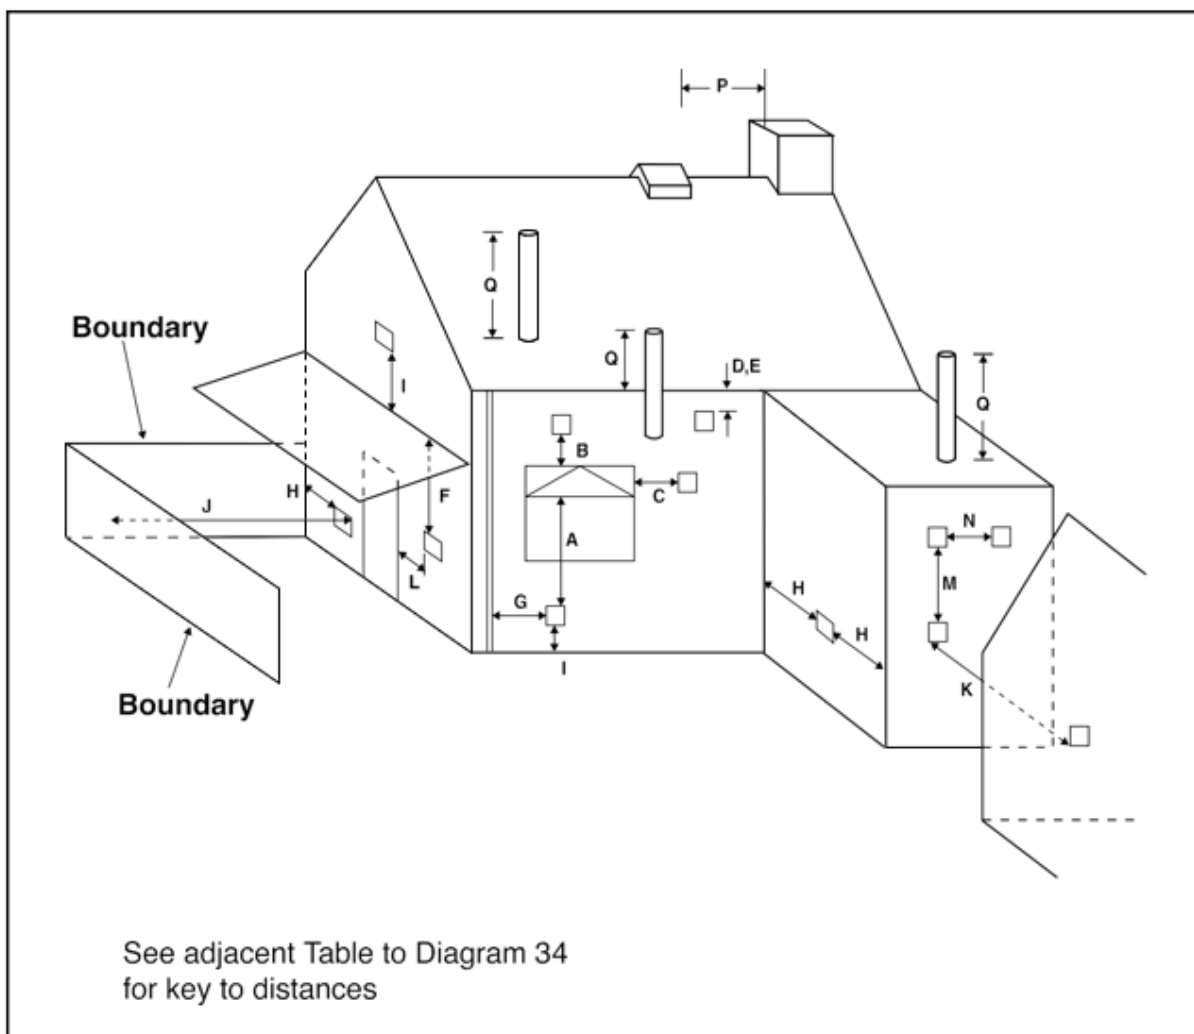 P
Q
Boundary
Q
D,E
I
Q
B
H
F
C
J
N
A
L
M
G
H
H
I
K
Boundary
See adjacent Table to Diagram 34
for key to distances